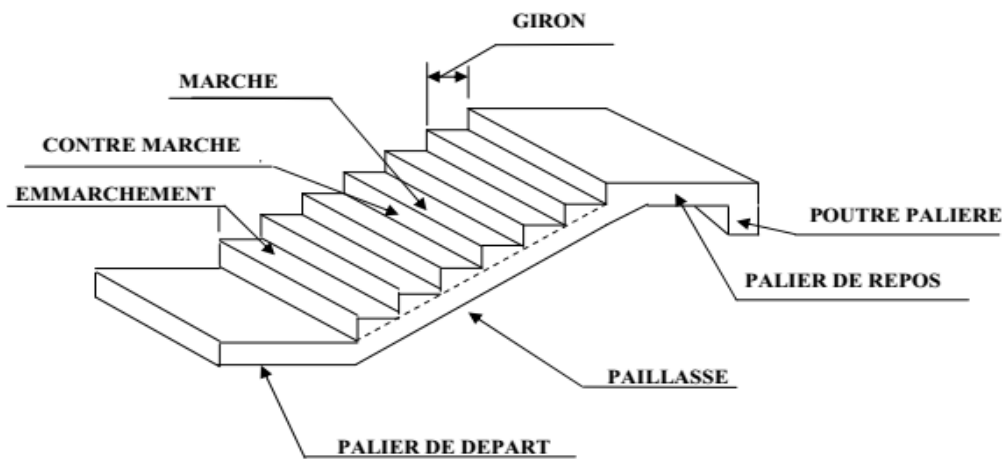 GIRON
MARCHE
CONTRE MARCHE
EMMARCHEMENT
POUTRE PALIERE
PALIER DE REPOS
PAILLASSE
PALIER DE DEPART